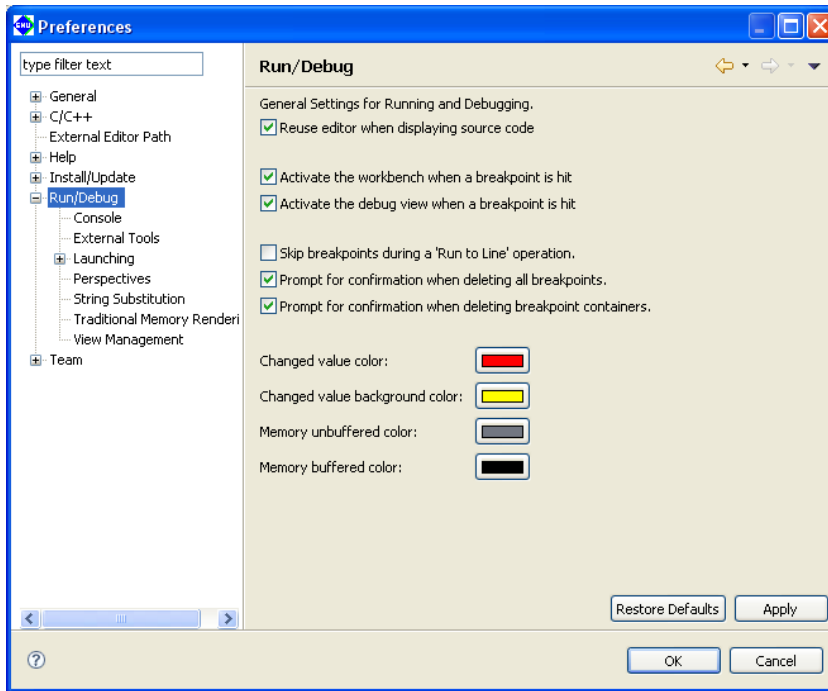 Preferences
type filter text
General
C/C++
External Editor Path
Help
Install/Update
Run/Debug
Console
External Tools
Launching
Perspectives
String Substitution
Traditional Memory Renderi
View Management
Team
Run/Debug
General Settings for Running and Debugging.
Reuse editor when displaying source code
Activate the workbench when a breakpoint is hit
Activate the debug view when a breakpoint is hit
Skip breakpoints during a 'Run to Line' operation.
Prompt for confirmation when deleting all breakpoints.
Prompt for confirmation when deleting breakpoint containers.
Changed value color:
Changed value background color:
Memory unbuffered color:
Memory buffered color:
Restore Defaults Apply
OK Cancel